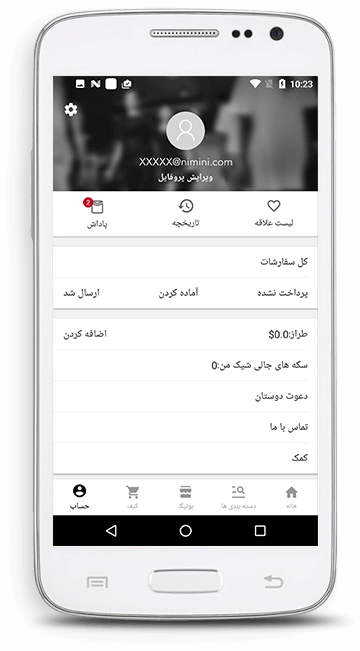 10:23
XXXXX@nimini.com
ویرایش پروفایل
لیست علاقه
تاریخچه
2
پاداش
کل سفارشات
پرداخت نشده
آماده کردن
ارسال شد
طراز:$0.0
اضافه کردن
سکه های جالی شیک من:0
دعوت دوستان
تماس با ما
کمک
خانه
دسته بندی ها
بوتیک
کیف
حساب